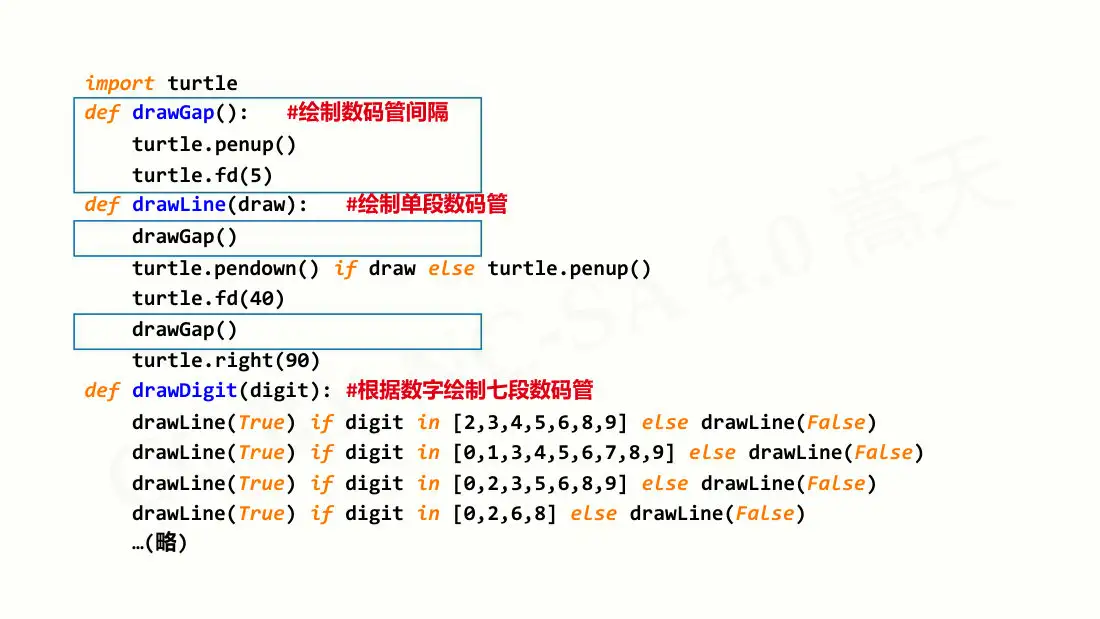 import turtle
def drawGap(): #绘制数码管间隔
turtle.penup()
turtle.fd(5)
def drawLine(draw): #绘制单段数码管
drawGap()
turtle.pendown() if draw else turtle.penup()
turtle.fd(40)
drawGap()
turtle.right(90)
def drawDigit(digit): #根据数字绘制七段数码管
drawLine(True) if digit in [2,3,4,5,6,8,9] else drawLine(False)
drawLine(True) if digit in [0,1,3,4,5,6,7,8,9] else drawLine(False)
drawLine(True) if digit in [0,2,3,5,6,8,9] else drawLine(False)
drawLine(True) if digit in [0,2,6,8] else drawLine(False)
…(略)
-SA 4.0 嵩天